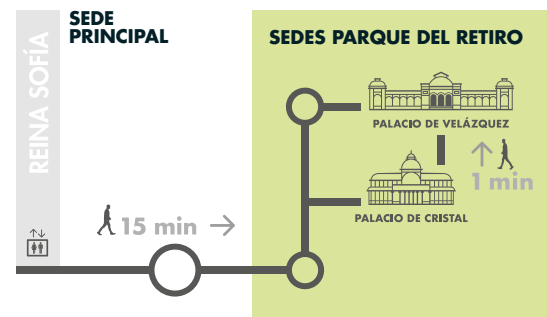 REINA SOFÍA
SEDE
PRINCIPAL
15 min →
SEDES PARQUE DEL RETIRO
PALACIO DE VELÁZQUEZ
↑
1 min
PALACIO DE CRISTAL